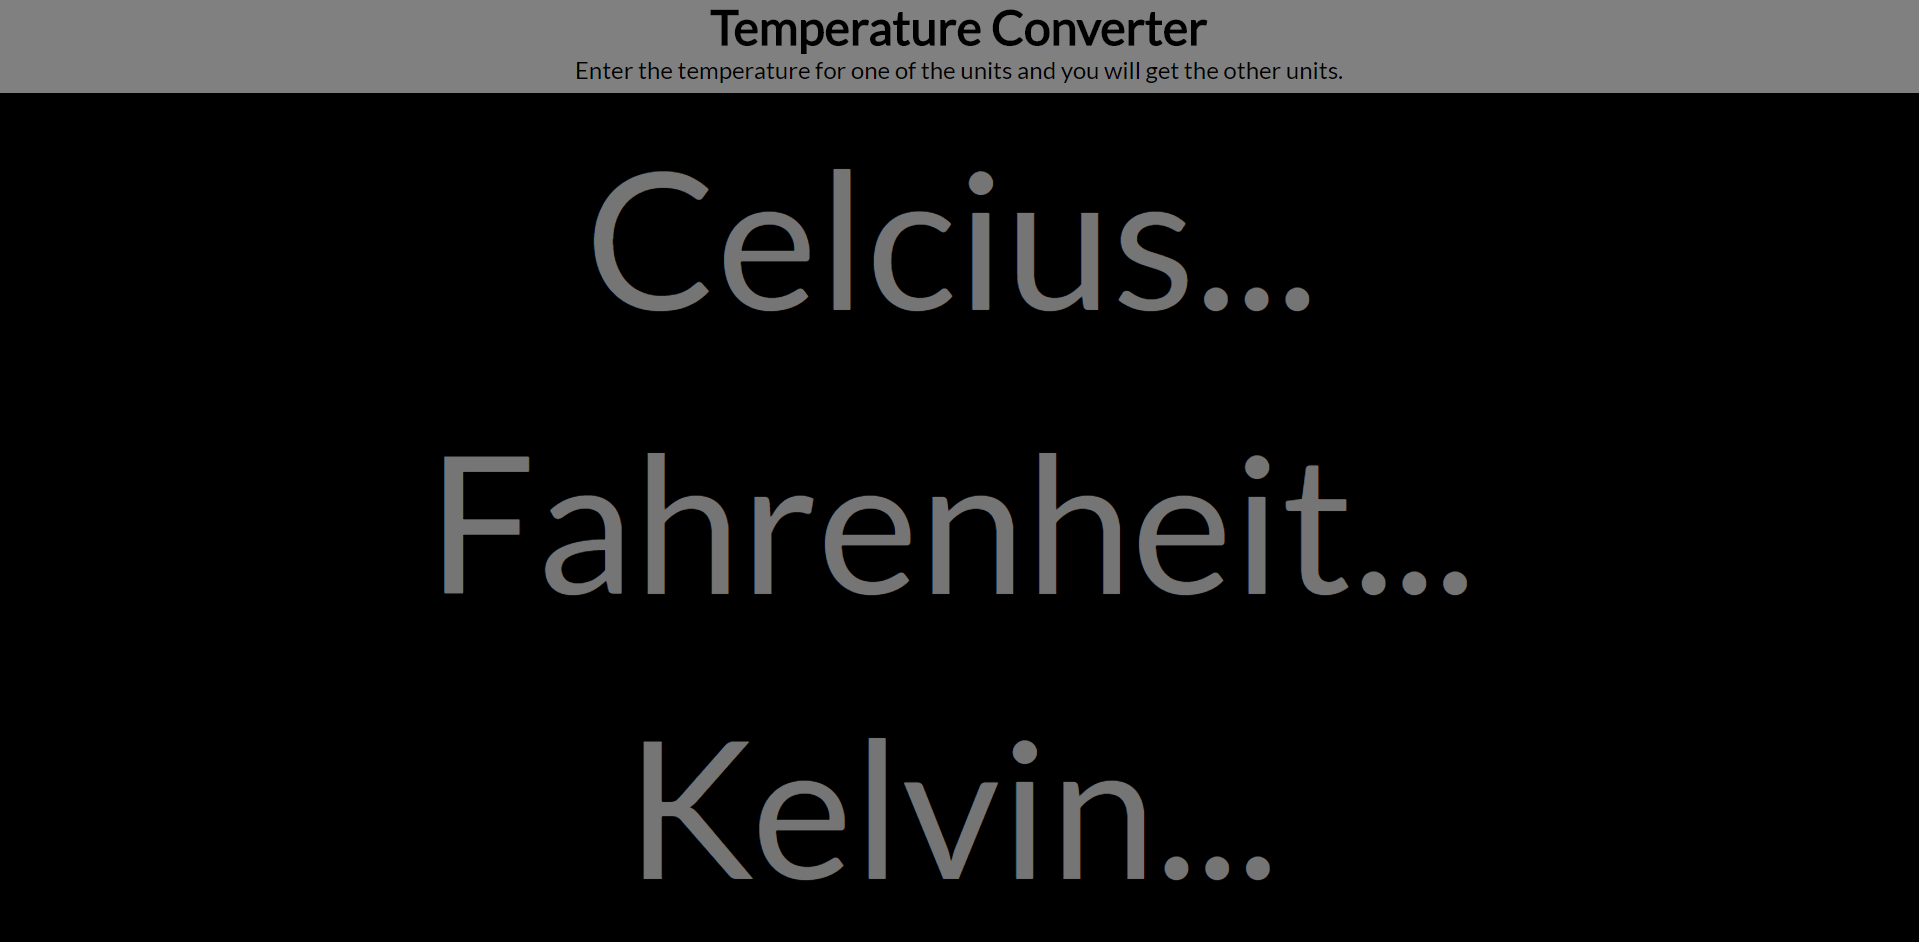 Temperature Converter
Enter the temperature for one of the units and you will get the other units.
Celcius...
Fahrenheit...
Kelvin...